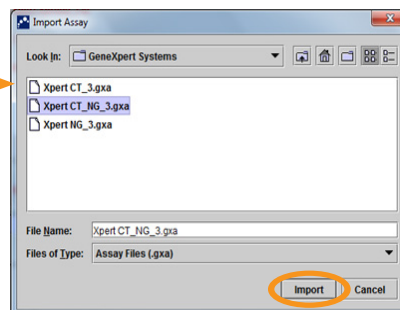 Import Assay
Look In: GeneXpert Systems
Xpert CT_3.gxa
Xpert CT_NG_3.gxa
Xpert NG_3.gxa
File Name: Xpert CT_NG_3.gxa
Files of Type: Assay Files (.gxa)
Import Cancel